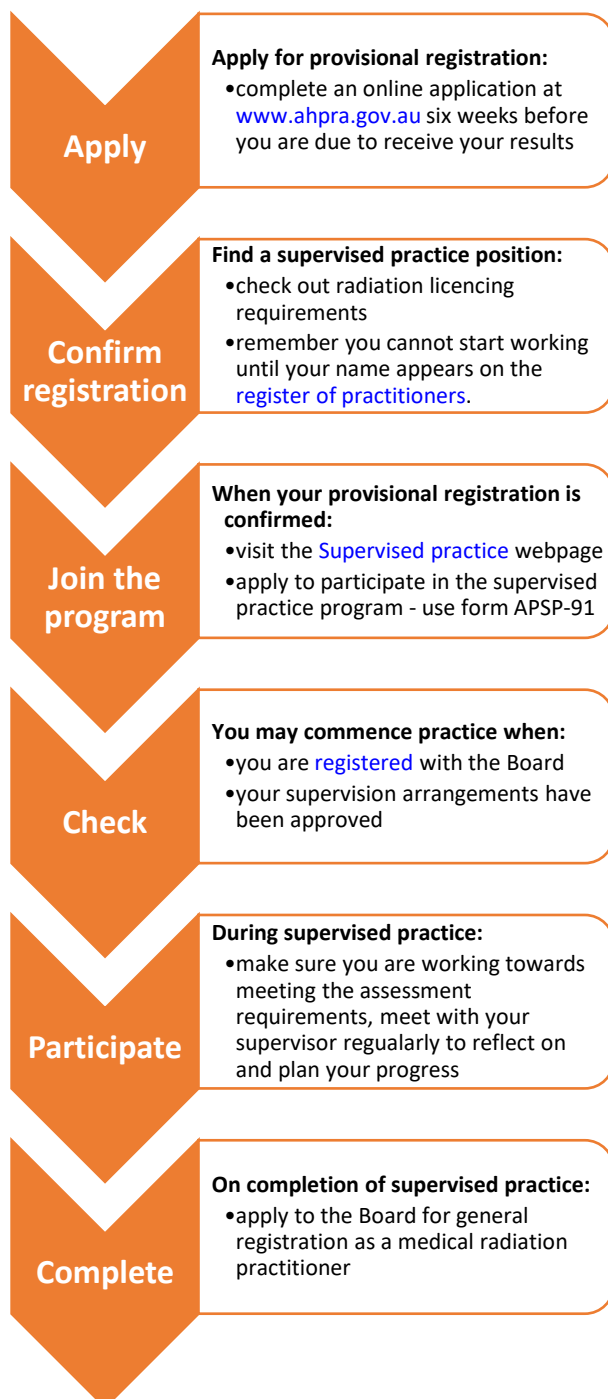 Apply
Apply for provisional registration:
•complete an online application at
www.ahpra.gov.au six weeks before
you are due to receive your results
Confirm
registration
Find a supervised practice position:
•check out radiation licencing
requirements
•remember you cannot start working
until your name appears on the
register of practitioners.
Join the
program
When your provisional registration is
confirmed:
•visit the Supervised practice webpage
•apply to participate in the supervised
practice program - use form APSP-91
Check
You may commence practice when:
•you are registered with the Board
•your supervision arrangements have
been approved
Participate
During supervised practice:
•make sure you are working towards
meeting the assessment
requirements, meet with your
supervisor regualarly to reflect on
and plan your progress
Complete
On completion of supervised practice:
•apply to the Board for general
registration as a medical radiation
practitioner